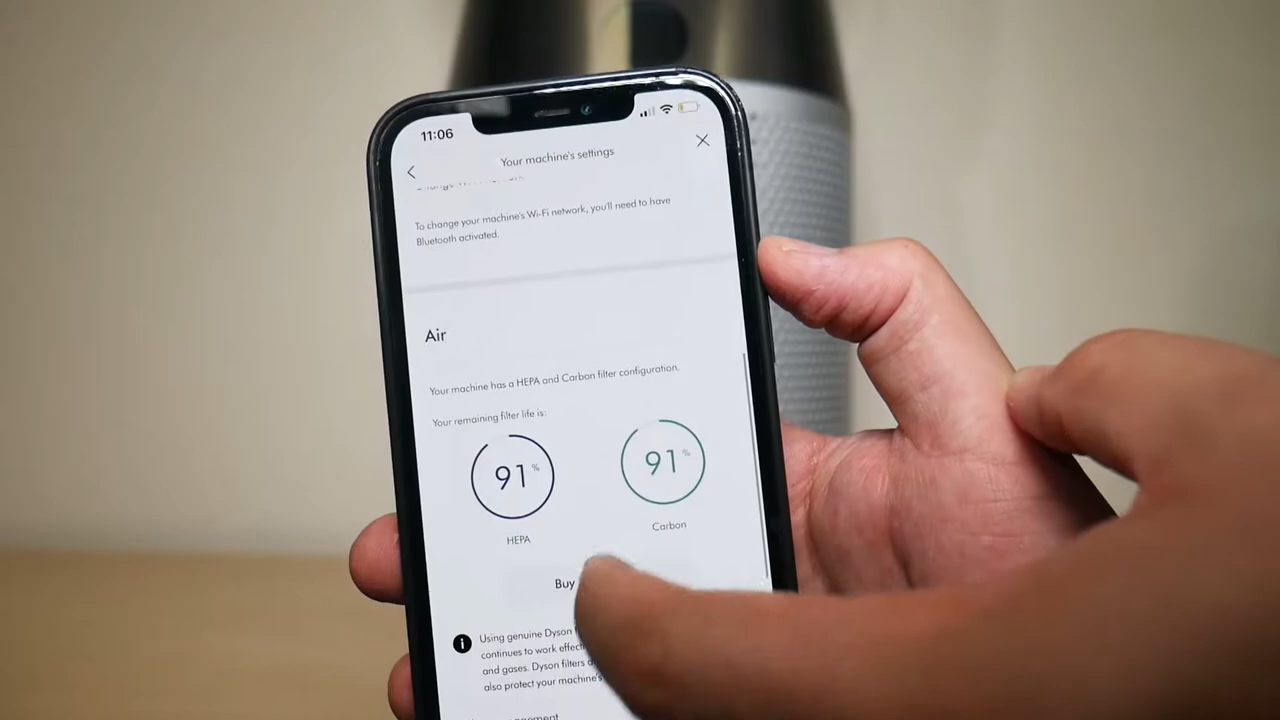 11:06
Your machine's settings
To change your machine's Wi-Fi network, you'll need to have
Bluetooth activated.
Air
Your machine has a HEPA and Carbon filter configuration.
Your remaining filter life is:
91%
91%
HEPA
Carbon
Buy
Using genuine Dyson
continues to work
and gases. Dyson filters
also protect your machine's